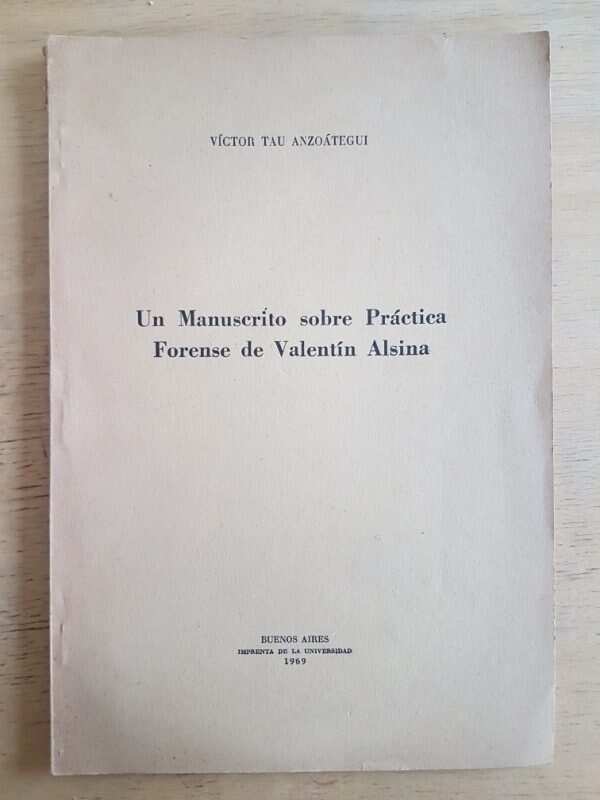 VÍCTOR TAU ANZOÁTEGUI
Un Manuscrito sobre Práctica
Forense de Valentín Alsina
BUENOS AIRES
IMPRENTA DE LA UNIVERSIDAD
1969